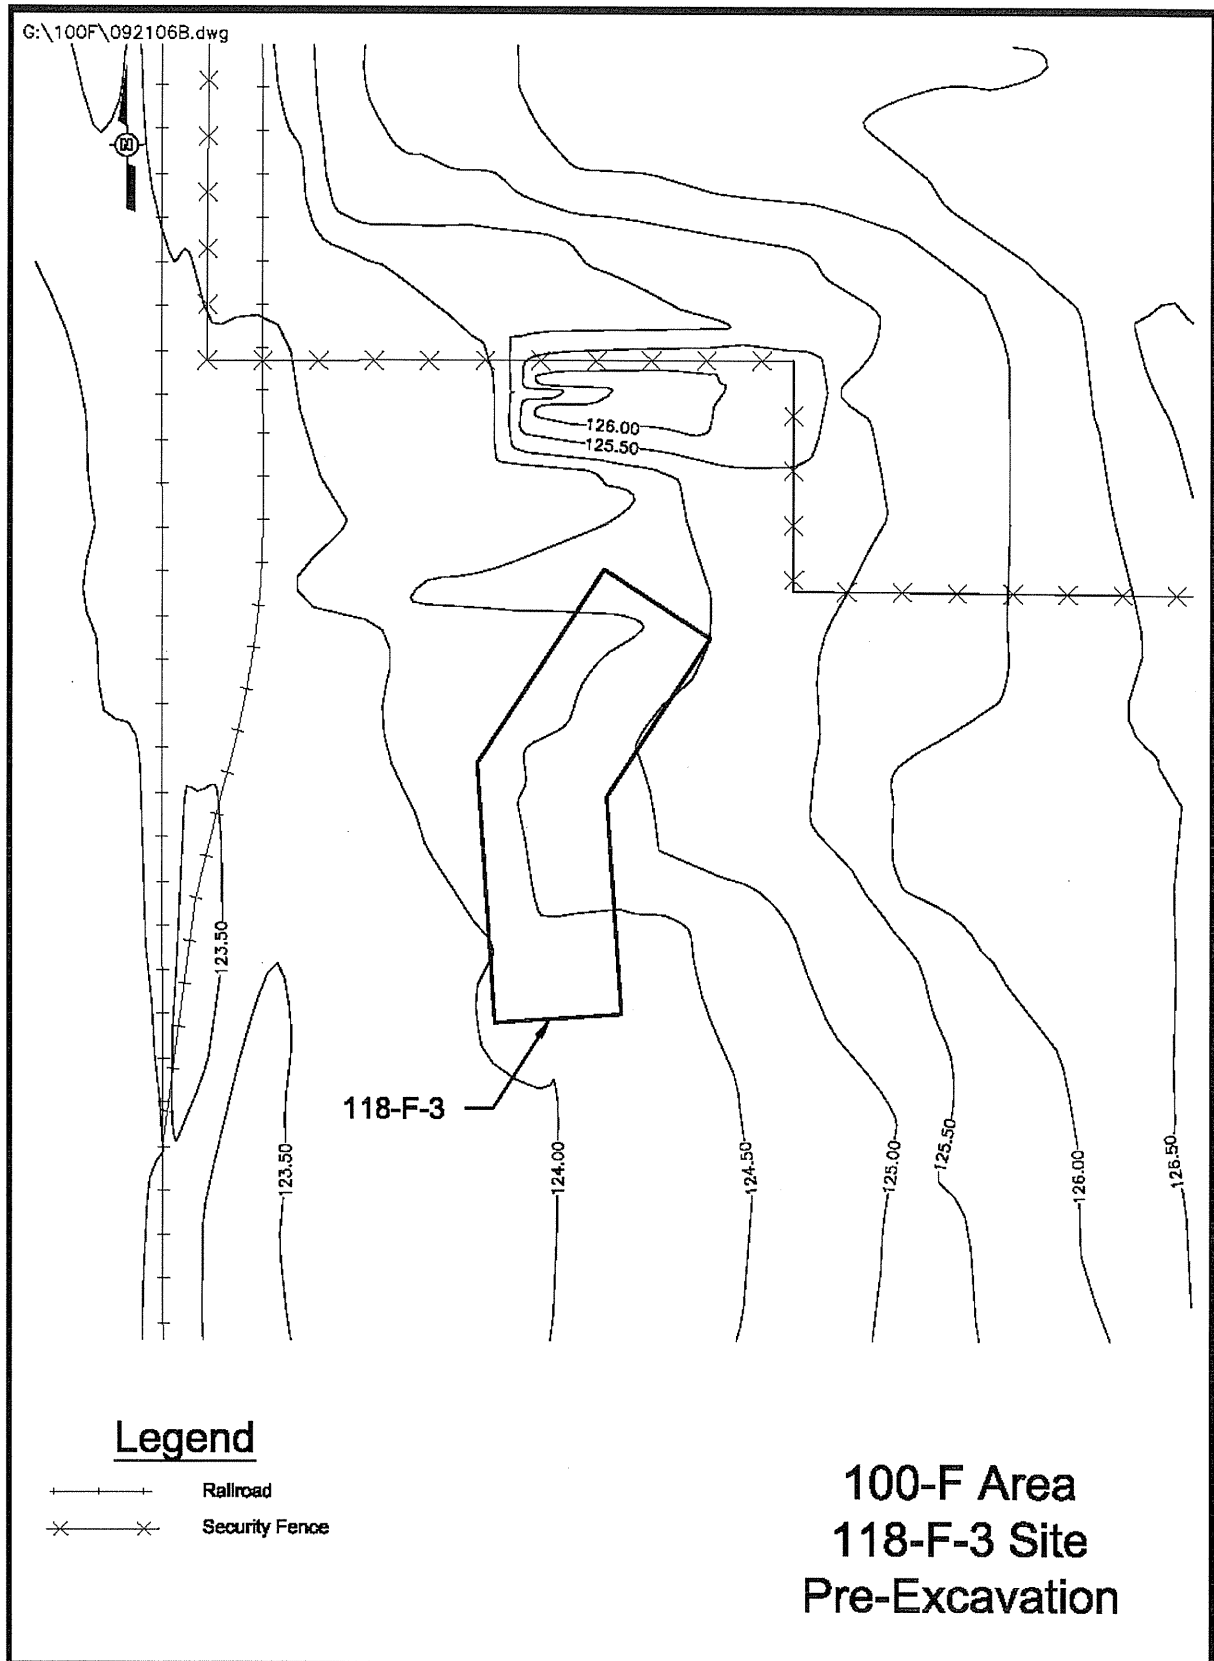 G:\100F\092106B.dwg
N
126.00
125.50
123.50
118-F-3
123.50
124.00
124.50
125.00
125.50
126.00
126.50
Legend
Railroad
Security Fence
100-F Area
118-F-3 Site
Pre-Excavation